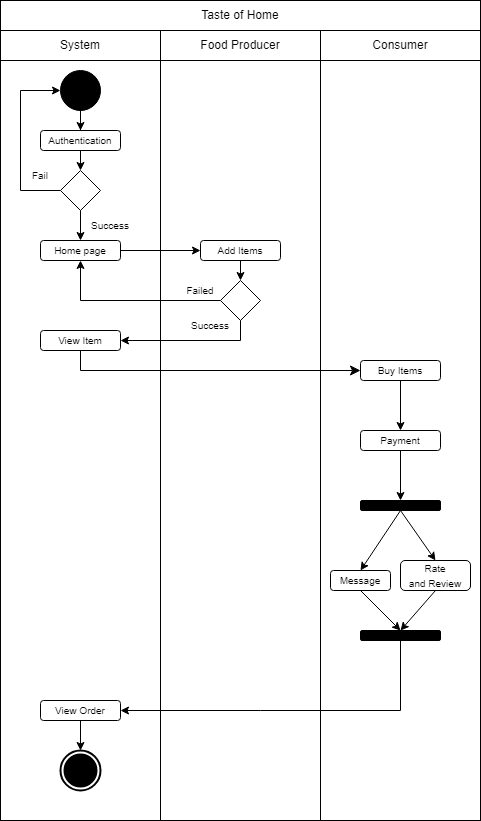 Taste of Home
System
Food Producer
Consumer
Authentication
Fail
Success
Home page
Add Items
Failed
Success
View Item
Buy Items
Payment
Message
Rate
and Review
View Order